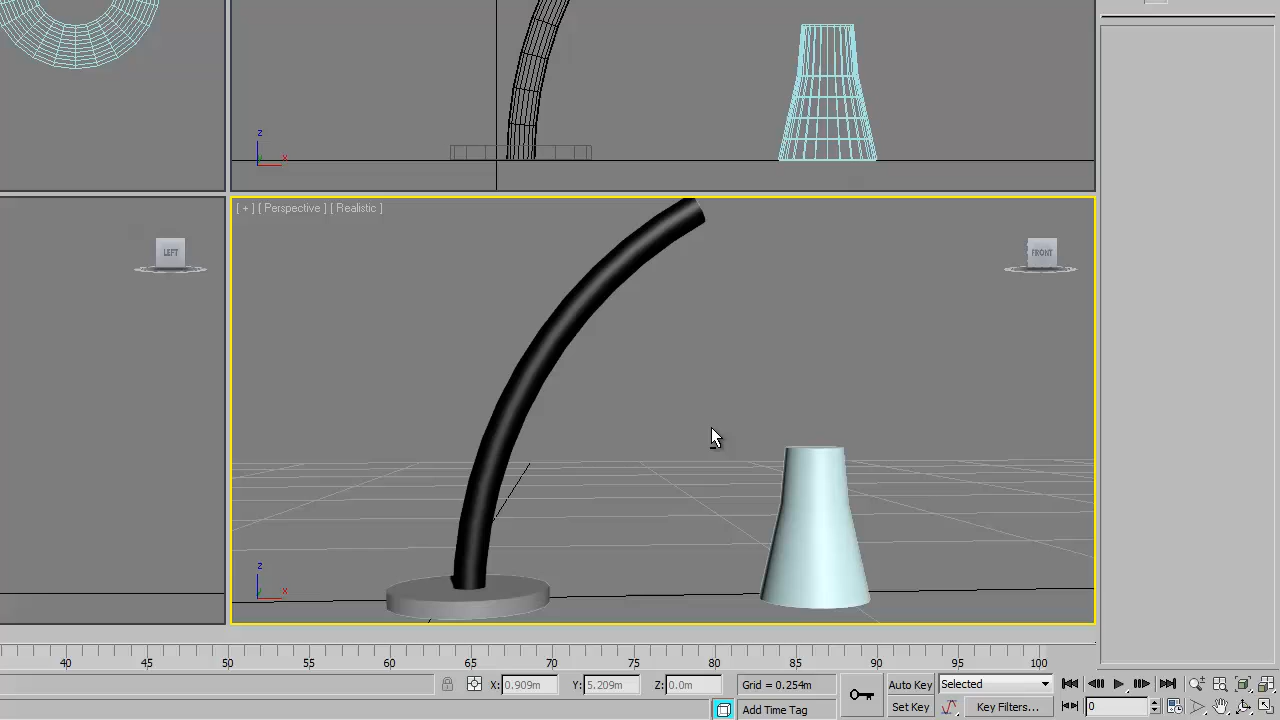 z
x
[ + ] [ Perspective ] [ Realistic ]
LEFT
FRONT
z
x
40 45 50 55 60 65 70 75 80 85 90 95 100
X: 0.909m Y: 5.209m Z: 0.0m Grid = 0.254m Auto Key Selected
Add Time Tag Set Key Key Filters... 0